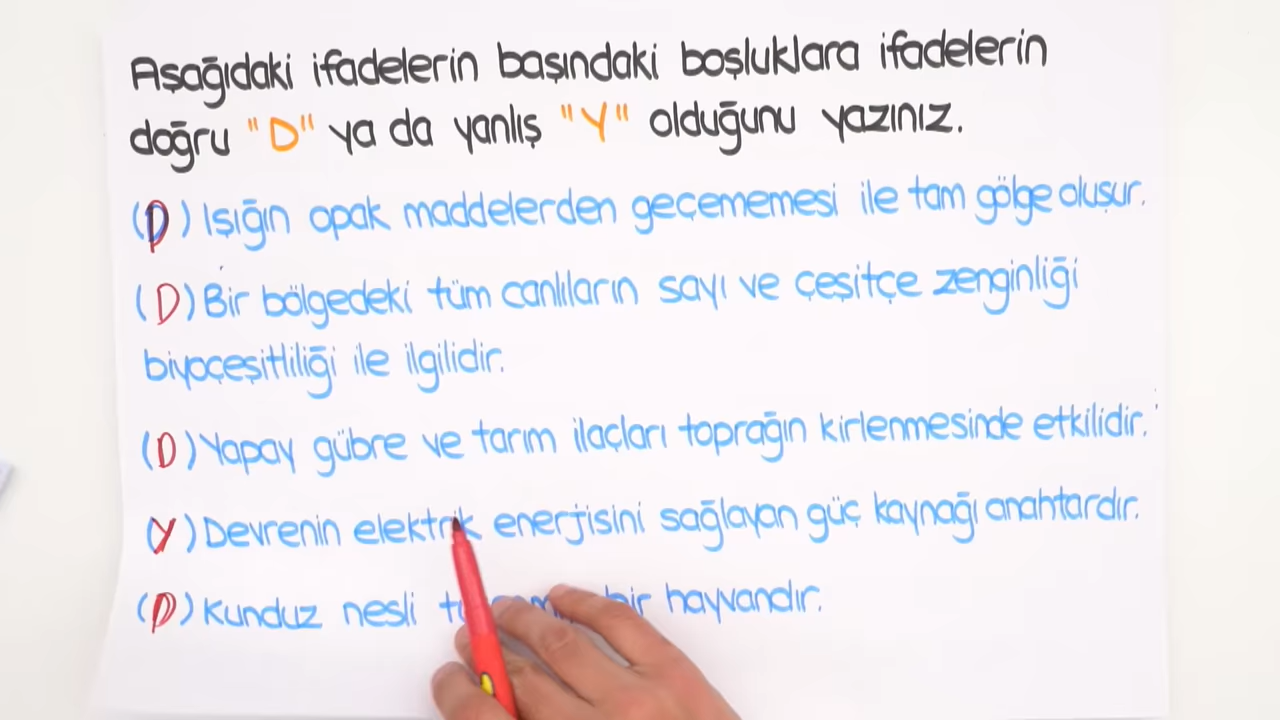 Aşağıdaki ifadelerin başındaki boşluklara ifadelerin
doğru "D" ya da yanlış "Y" olduğunu yazınız.
(D) Işığın opak maddelerden geçememesi ile tam gölge oluşur.
(D) Bir bölgedeki tüm canlıların sayı ve çeşitçe zenginliği
biyoçeşitliliği ile ilgilidir.
(D) Yapay gübre ve tarım ilaçları toprağın kirlenmesinde etkilidir.
(Y) Devrenin elektrik enerjisini sağlayan güç kaynağı anahtardır.
(D) Kunduz nesli bir hayvandır.